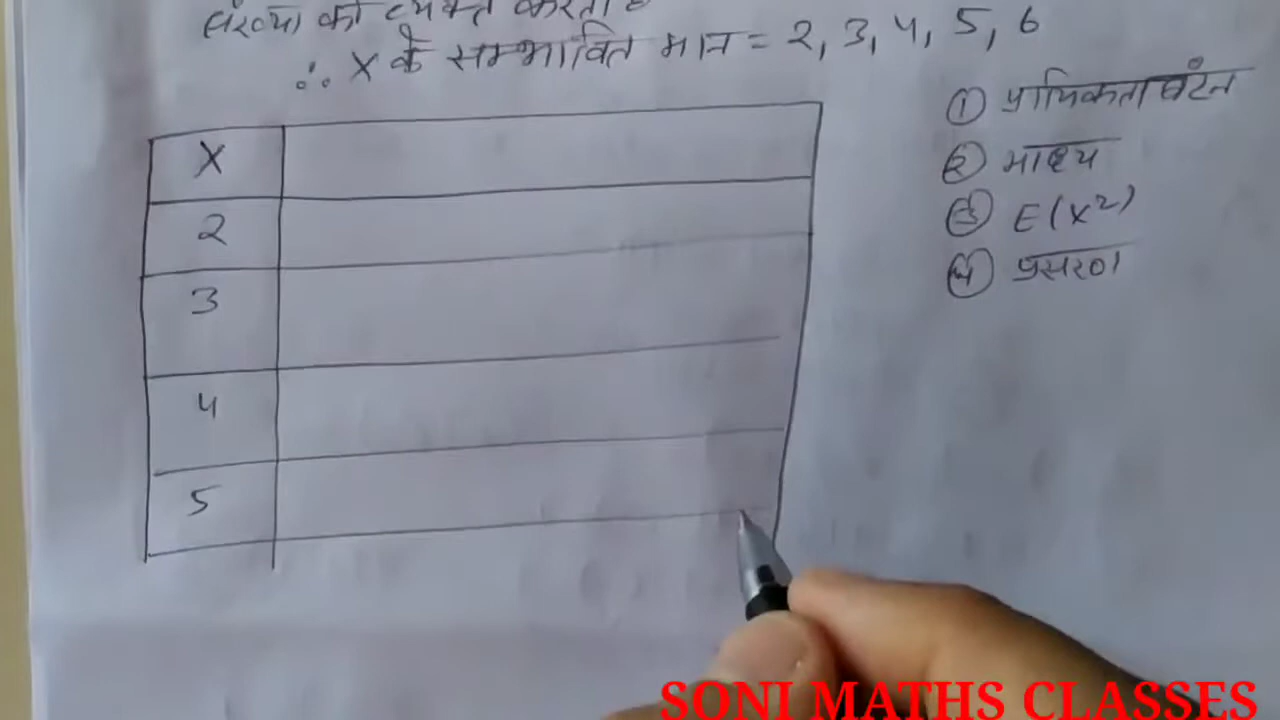 संख्या को व्यक्त करता है
∴ X के सम्भावित मान = 2, 3, 4, 5, 6
① प्रायिकता बंटन
② माध्य
③ E(X²)
④ प्रसरण
X
2
3
4
5
SONI MATHS CLASSES